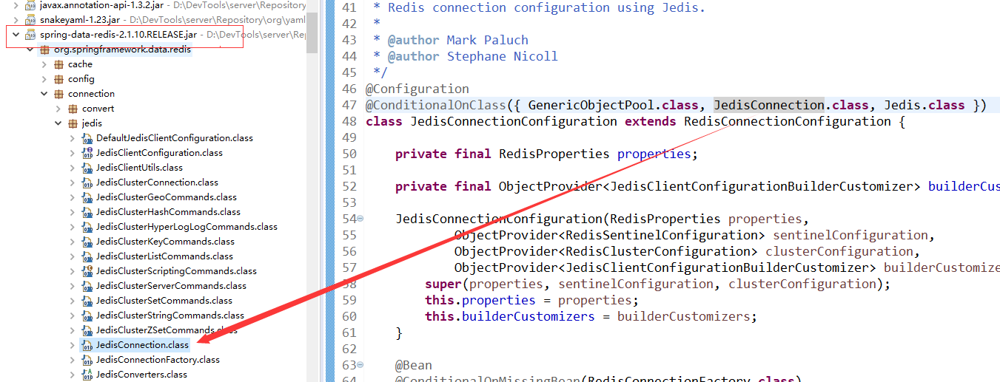 javax.annotation-api-1.3.2.jar - D:\DevTools\server\Repository
snakeyaml-1.23.jar - D:\DevTools\server\Repository\org\yaml
spring-data-redis-2.1.10.RELEASE.jar - D:\DevTools\server\Rep
org.springframework.data.redis
cache
config
connection
convert
jedis
DefaultJedisClientConfiguration.class
JedisClientConfiguration.class
JedisClientUtils.class
JedisClusterConnection.class
JedisClusterGeoCommands.class
JedisClusterHashCommands.class
JedisClusterHyperLogLogCommands.class
JedisClusterKeyCommands.class
JedisClusterListCommands.class
JedisClusterScriptingCommands.class
JedisClusterServerCommands.class
JedisClusterSetCommands.class
JedisClusterStringCommands.class
JedisClusterZSetCommands.class
JedisConnection.class
JedisConnectionFactory.class
JedisConverters.class
41 * Redis connection configuration using Jedis.
42 *
43 * @author Mark Paluch
44 * @author Stephane Nicoll
45 */
46 @Configuration
47 @ConditionalOnClass({ GenericObjectPool.class, JedisConnection.class, Jedis.class })
48 class JedisConnectionConfiguration extends RedisConnectionConfiguration {
49
50 private final RedisProperties properties;
51
52 private final ObjectProvider<JedisClientConfigurationBuilderCustomizer> builderCus
53
54 JedisConnectionConfiguration(RedisProperties properties,
55 ObjectProvider<RedisSentinelConfiguration> sentinelConfiguration,
56 ObjectProvider<RedisClusterConfiguration> clusterConfiguration,
57 ObjectProvider<JedisClientConfigurationBuilderCustomizer> builderCustomize
58 super(properties, sentinelConfiguration, clusterConfiguration);
59 this.properties = properties;
60 this.builderCustomizers = builderCustomizers;
61 }
62
63 @Bean
64 @ConditionalOnMissingBean(RedisConnectionFactory.class)